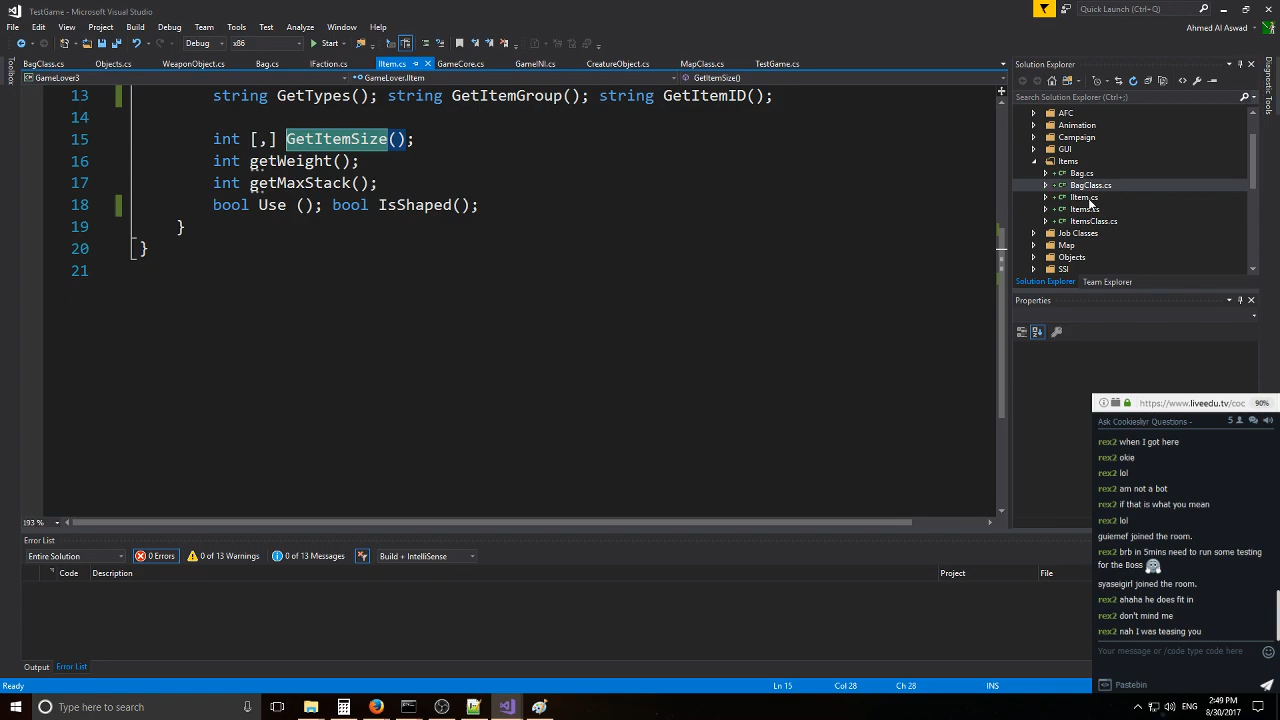 TestGame - Microsoft Visual Studio
Quick Launch (Ctrl+Q)
File Edit View Project Build Debug Team Tools Test Analyze Window Help
Ahmed Al Aswad
Debug x86 Start
BagClass.cs Objects.cs WeaponObject.cs Bag.cs IFaction.cs IItem.cs GameCore.cs GameINI.cs CreatureObject.cs MapClass.cs TestGame.cs
GameLover3 GameLover.IItem GetItemSize()
Toolbox
13 string GetTypes(); string GetItemGroup(); string GetItemID();
14
15 int [,] GetItemSize();
16 int getWeight();
17 int getMaxStack();
18 bool Use (); bool IsShaped();
19 }
20 }
21
193 %
Solution Explorer
Search Solution Explorer (Ctrl+;)
AFC
Animation
Campaign
GUI
Items
Bag.cs
BagClass.cs
IItem.cs
Items.cs
ItemsClass.cs
Job Classes
Map
Objects
SSI
Solution Explorer Team Explorer
Properties
Diagnostic Tools
https://www.liveedu.tv/coc 90%
Ask Cookieslyr Questions - 5
rex2 when I got here
rex2 okie
rex2 lol
rex2 am not a bot
rex2 if that is what you mean
rex2 lol
guiemef joined the room.
rex2 brb in 5mins need to run some testing
for the Boss
syaseigirl joined the room.
rex2 ahaha he does fit in
rex2 don't mind me
rex2 nah I was teasing you
Your message or /code type code here
Pastebin
Error List
Entire Solution 0 Errors 0 of 13 Warnings 0 of 13 Messages Build + IntelliSense
Code Description Project File
Output Error List
Ready Ln 15 Col 28 Ch 28 INS
Type here to search
ENG
2:49 PM
8/30/2017